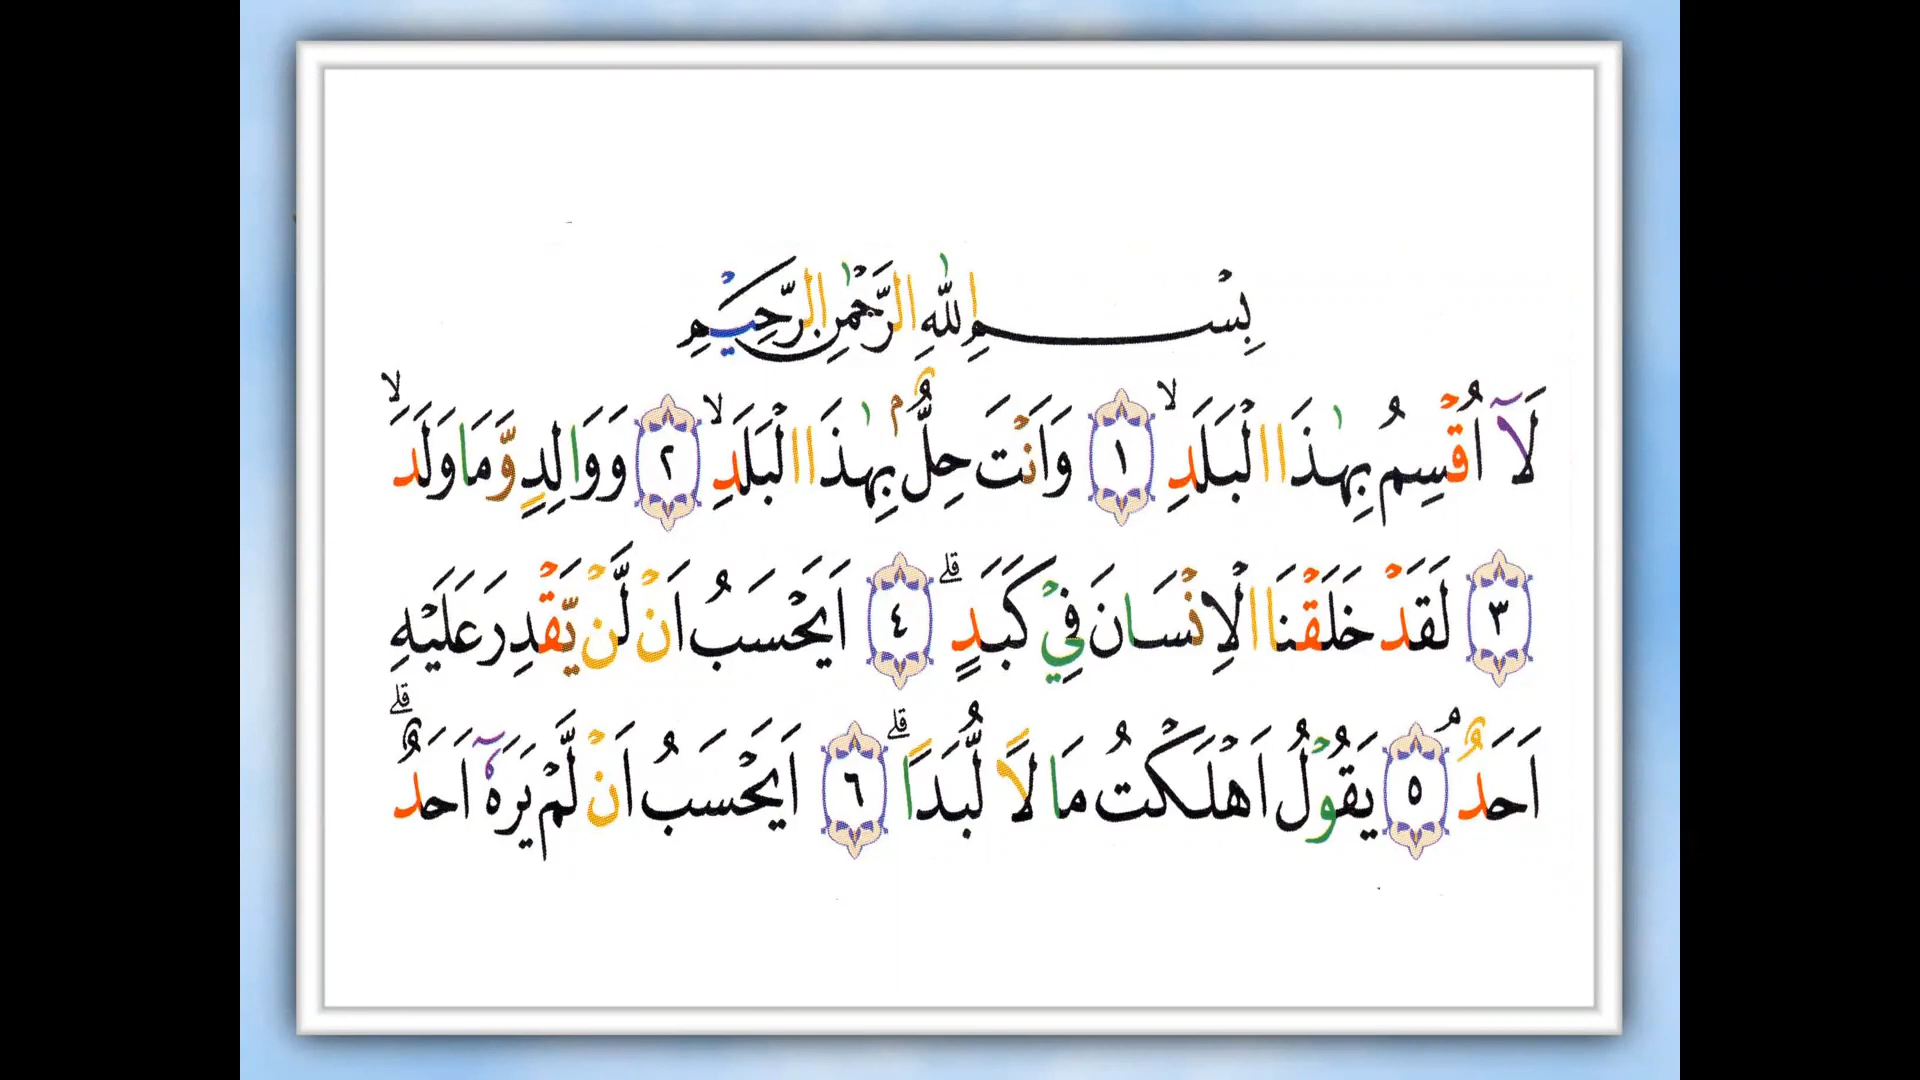 بِسْمِ اللّٰهِ الرَّحْمٰنِ الرَّحِيْمِ
لَآ اُقْسِمُ بِهٰذَا الْبَلَدِۙ ١ وَاَنْتَ حِلٌّۢ بِهٰذَا الْبَلَدِۙ ٢ وَوَالِدٍ وَّمَا وَلَدَۙ
٣ لَقَدْ خَلَقْنَا الْاِنْسَانَ فِيْ كَبَدٍۗ ٤ اَيَحْسَبُ اَنْ لَّنْ يَّقْدِرَ عَلَيْهِ
اَحَدٌۘ ٥ يَقُوْلُ اَهْلَكْتُ مَالًا لُّبَدًاۗ ٦ اَيَحْسَبُ اَنْ لَّمْ يَرَهٗٓ اَحَدٌۗ